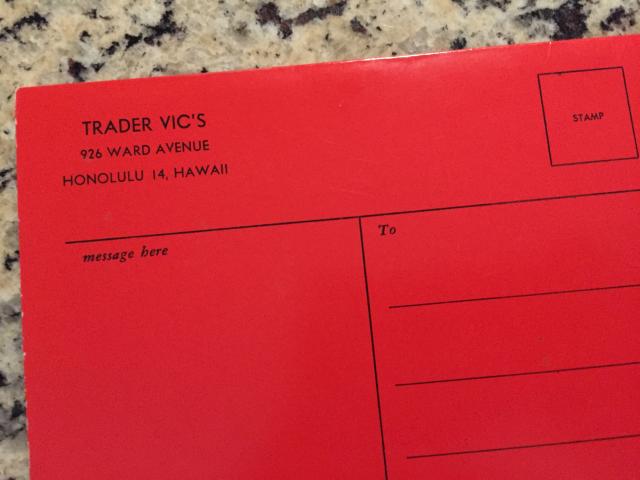 TRADER VIC'S
926 WARD AVENUE
HONOLULU 14, HAWAII
STAMP
message here
To